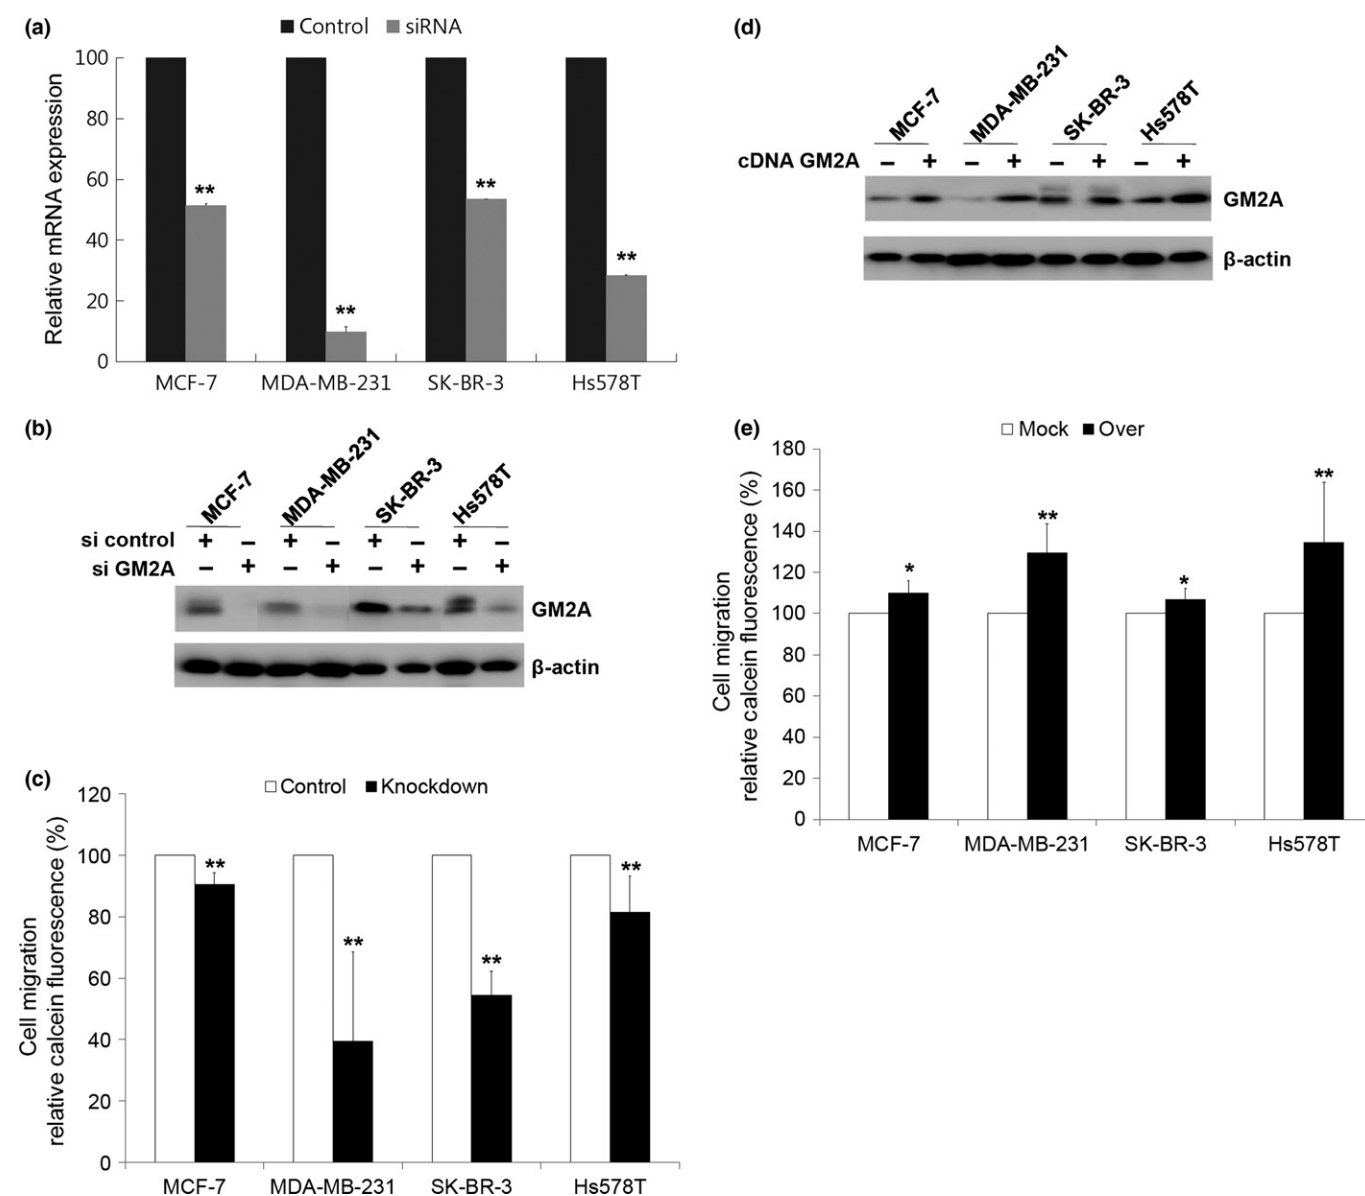 (a)
Control siRNA
Relative mRNA expression
100
80
60
40
20
0
** ** ** **
MCF-7 MDA-MB-231 SK-BR-3 Hs578T
(b)
MCF-7 MDA-MB-231 SK-BR-3 Hs578T
si control + – + – + – + –
si GM2A – + – + – + – +
GM2A
β-actin
(c)
Control Knockdown
Cell migration
relative calcein fluorescence (%)
120
100
80
60
40
20
0
** ** ** **
MCF-7 MDA-MB-231 SK-BR-3 Hs578T
(d)
MCF-7 MDA-MB-231 SK-BR-3 Hs578T
cDNA GM2A – + – + – + – +
GM2A
β-actin
(e)
Mock Over
Cell migration
relative calcein fluorescence (%)
180
160
140
120
100
80
60
40
20
0
* ** * **
MCF-7 MDA-MB-231 SK-BR-3 Hs578T